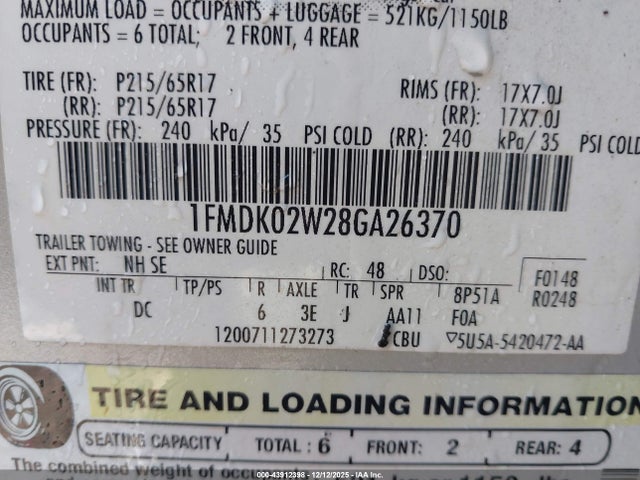 MAXIMUM LOAD = OCCUPANTS + LUGGAGE = 521KG/1150LB
OCCUPANTS = 6 TOTAL; 2 FRONT, 4 REAR
TIRE (FR): P215/65R17 RIMS (FR): 17X7.0J
(RR): P215/65R17 (RR): 17X7.0J
PRESSURE (FR): 240 kPa/ 35 PSI COLD (RR): 240 kPa/ 35 PSI COLD
1FMDK02W28GA26370
TRAILER TOWING - SEE OWNER GUIDE
EXT PNT: NH SE RC: 48 DSO: F0148
INT TR TP/PS R AXLE TR SPR 8P51A R0248
DC 6 3E J AA11 F0A
1200711273273 CBU ▽5U5A-5420472-AA
TIRE AND LOADING INFORMATION
SEATING CAPACITY TOTAL : 6 FRONT: 2 REAR: 4
The combined weight of
000-43912398 - 12/12/2025 - IAA Inc.